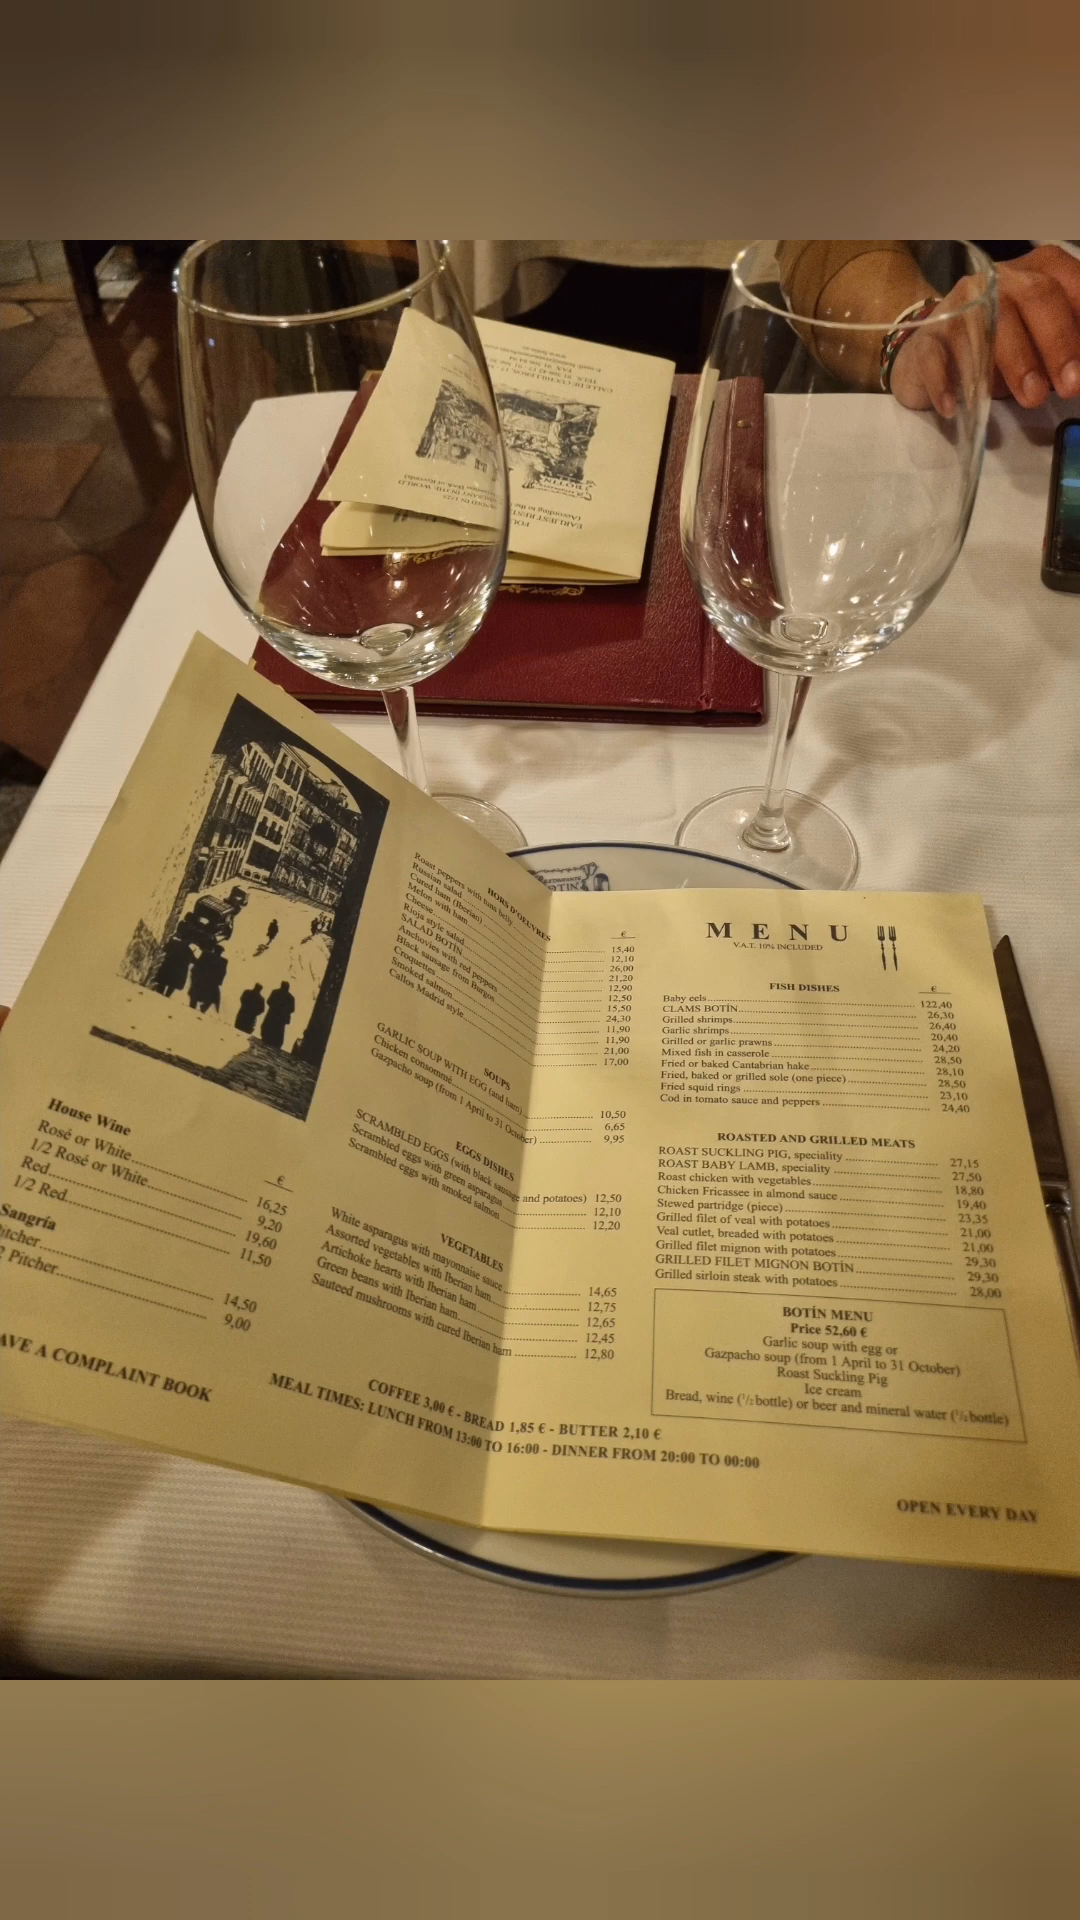 CALLE DE CUCHILLEROS, 17
EARLIEST REST
RANT IN THE WORLD
(According to the
BOTIN
HORS D'OEUVRES
€
Roast peppers with tuna belly 15,40
Russian salad 12,10
Cured ham (Iberian) 26,00
Melon with ham 21,20
Cheese 12,90
Rioja style salad 12,50
SALAD BOTÍN 15,50
Anchovies with red peppers 24,30
Black sausage from Burgos 11,90
Croquettes 11,90
Smoked salmon 21,00
Callos Madrid style 17,00
SOUPS
GARLIC SOUP WITH EGG (and ham) 10,50
Chicken consommé 6,65
Gazpacho soup (from 1 April to 31 October) 9,95
EGGS DISHES
SCRAMBLED EGGS (with black sausage and potatoes) 12,50
Scrambled eggs with green asparagus 12,10
Scrambled eggs with smoked salmon 12,20
VEGETABLES
White asparagus with mayonnaise sauce 14,65
Assorted vegetables with Iberian ham 12,75
Artichoke hearts with Iberian ham 12,65
Green beans with Iberian ham 12,45
Sauteed mushrooms with cured Iberian ham 12,80
House Wine
€
Rosé or White 16,25
1/2 Rosé or White 9,20
Red 19,60
1/2 Red 11,50
Sangría
itcher 14,50
Pitcher 9,00
AVE A COMPLAINT BOOK
COFFEE 3,00 € - BREAD 1,85 € - BUTTER 2,10 €
MEAL TIMES: LUNCH FROM 13:00 TO 16:00 - DINNER FROM 20:00 TO 00:00
MENU
V.A.T. 10% INCLUDED
FISH DISHES
€
Baby eels 122,40
CLAMS BOTÍN 26,30
Grilled shrimps 26,40
Garlic shrimps 20,40
Grilled or garlic prawns 24,20
Mixed fish in casserole 28,50
Fried or baked Cantabrian hake 28,10
Fried, baked or grilled sole (one piece) 28,50
Fried squid rings 23,10
Cod in tomato sauce and peppers 24,40
ROASTED AND GRILLED MEATS
ROAST SUCKLING PIG, speciality 27,15
ROAST BABY LAMB, speciality 27,50
Roast chicken with vegetables 18,80
Chicken Fricassee in almond sauce 19,40
Stewed partridge (piece) 23,35
Grilled filet of veal with potatoes 21,00
Veal cutlet, breaded with potatoes 21,00
Grilled filet mignon with potatoes 29,30
GRILLED FILET MIGNON BOTÍN 29,30
Grilled sirloin steak with potatoes 28,00
BOTÍN MENU
Price 52,60 €
Garlic soup with egg or
Gazpacho soup (from 1 April to 31 October)
Roast Suckling Pig
Ice cream
Bread, wine (1/2 bottle) or beer and mineral water (1/2 bottle)
OPEN EVERY DAY